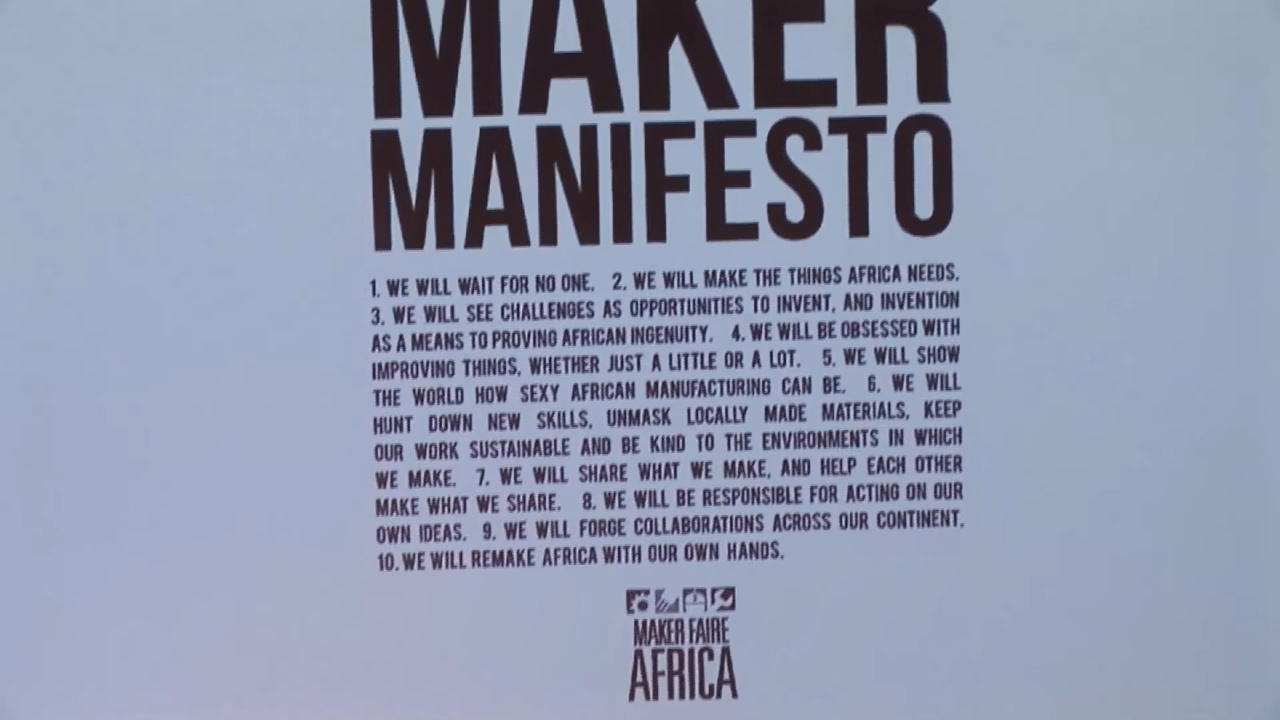 MAKER
MANIFESTO
1. WE WILL WAIT FOR NO ONE. 2. WE WILL MAKE THE THINGS AFRICA NEEDS.
3. WE WILL SEE CHALLENGES AS OPPORTUNITIES TO INVENT, AND INVENTION
AS A MEANS TO PROVING AFRICAN INGENUITY. 4. WE WILL BE OBSESSED WITH
IMPROVING THINGS, WHETHER JUST A LITTLE OR A LOT. 5. WE WILL SHOW
THE WORLD HOW SEXY AFRICAN MANUFACTURING CAN BE. 6. WE WILL
HUNT DOWN NEW SKILLS, UNMASK LOCALLY MADE MATERIALS, KEEP
OUR WORK SUSTAINABLE AND BE KIND TO THE ENVIRONMENTS IN WHICH
WE MAKE. 7. WE WILL SHARE WHAT WE MAKE, AND HELP EACH OTHER
MAKE WHAT WE SHARE. 8. WE WILL BE RESPONSIBLE FOR ACTING ON OUR
OWN IDEAS. 9. WE WILL FORGE COLLABORATIONS ACROSS OUR CONTINENT.
10. WE WILL REMAKE AFRICA WITH OUR OWN HANDS.
MAKER FAIRE
AFRICA